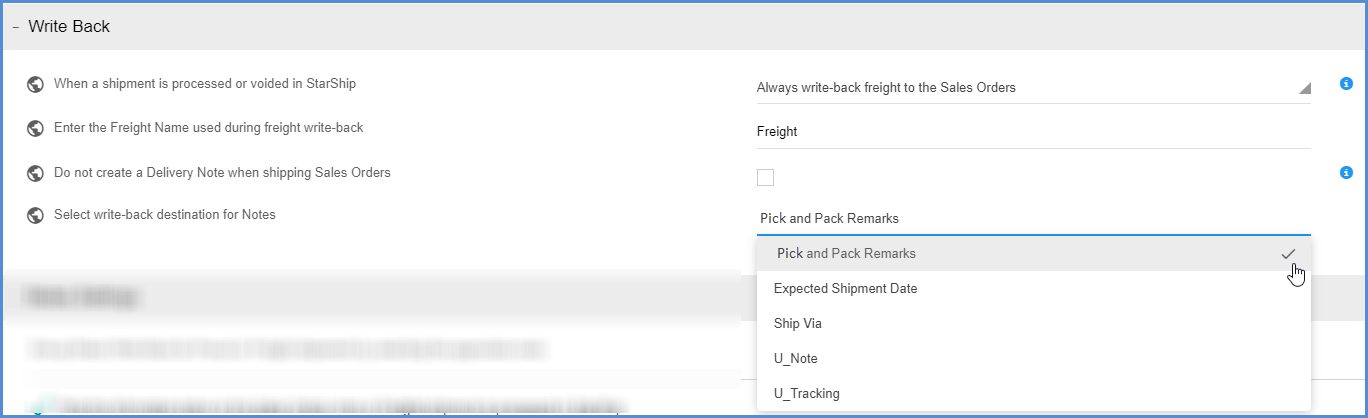 − Write Back
When a shipment is processed or voided in StarShip
Always write-back freight to the Sales Orders
Enter the Freight Name used during freight write-back
Freight
Do not create a Delivery Note when shipping Sales Orders
Select write-back destination for Notes
Pick and Pack Remarks
Pick and Pack Remarks
Expected Shipment Date
Ship Via
U_Note
U_Tracking